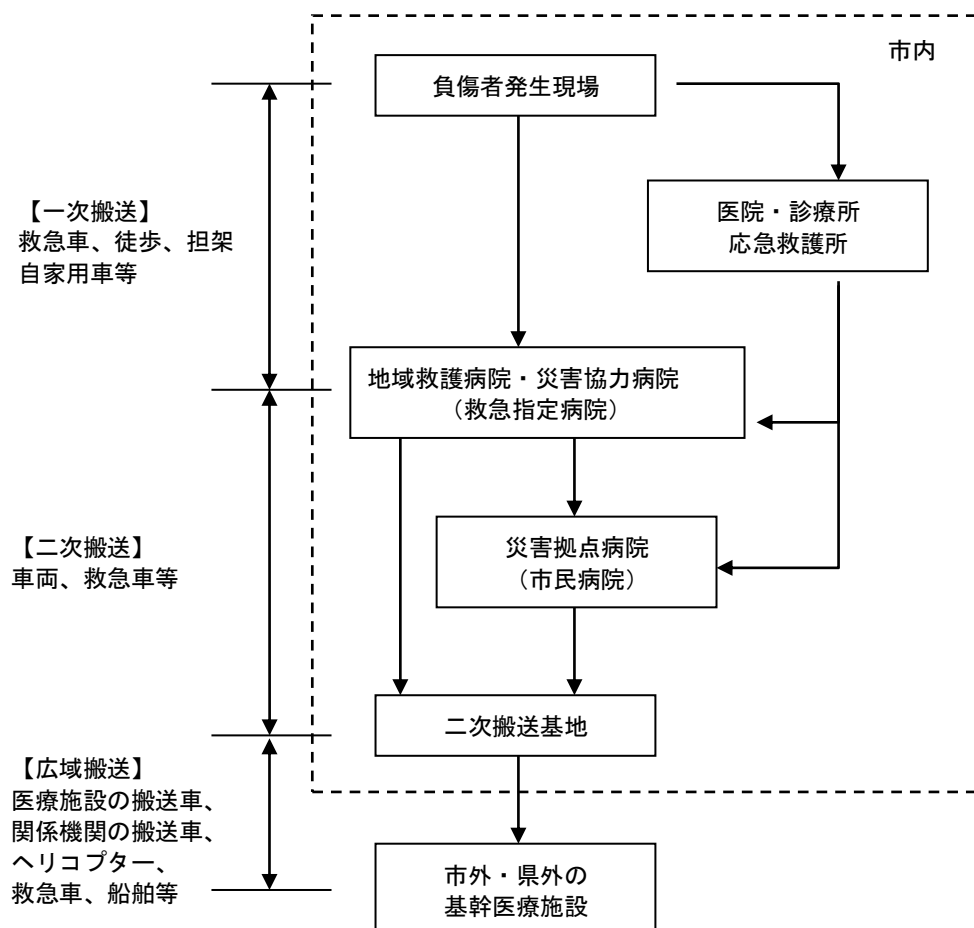 市内
負傷者発生現場
【一次搬送】
救急車、徒歩、担架
自家用車等
医院・診療所
応急救護所
地域救護病院・災害協力病院
（救急指定病院）
【二次搬送】
車両、救急車等
災害拠点病院
（市民病院）
二次搬送基地
【広域搬送】
医療施設の搬送車、
関係機関の搬送車、
ヘリコプター、
救急車、船舶等
市外・県外の
基幹医療施設